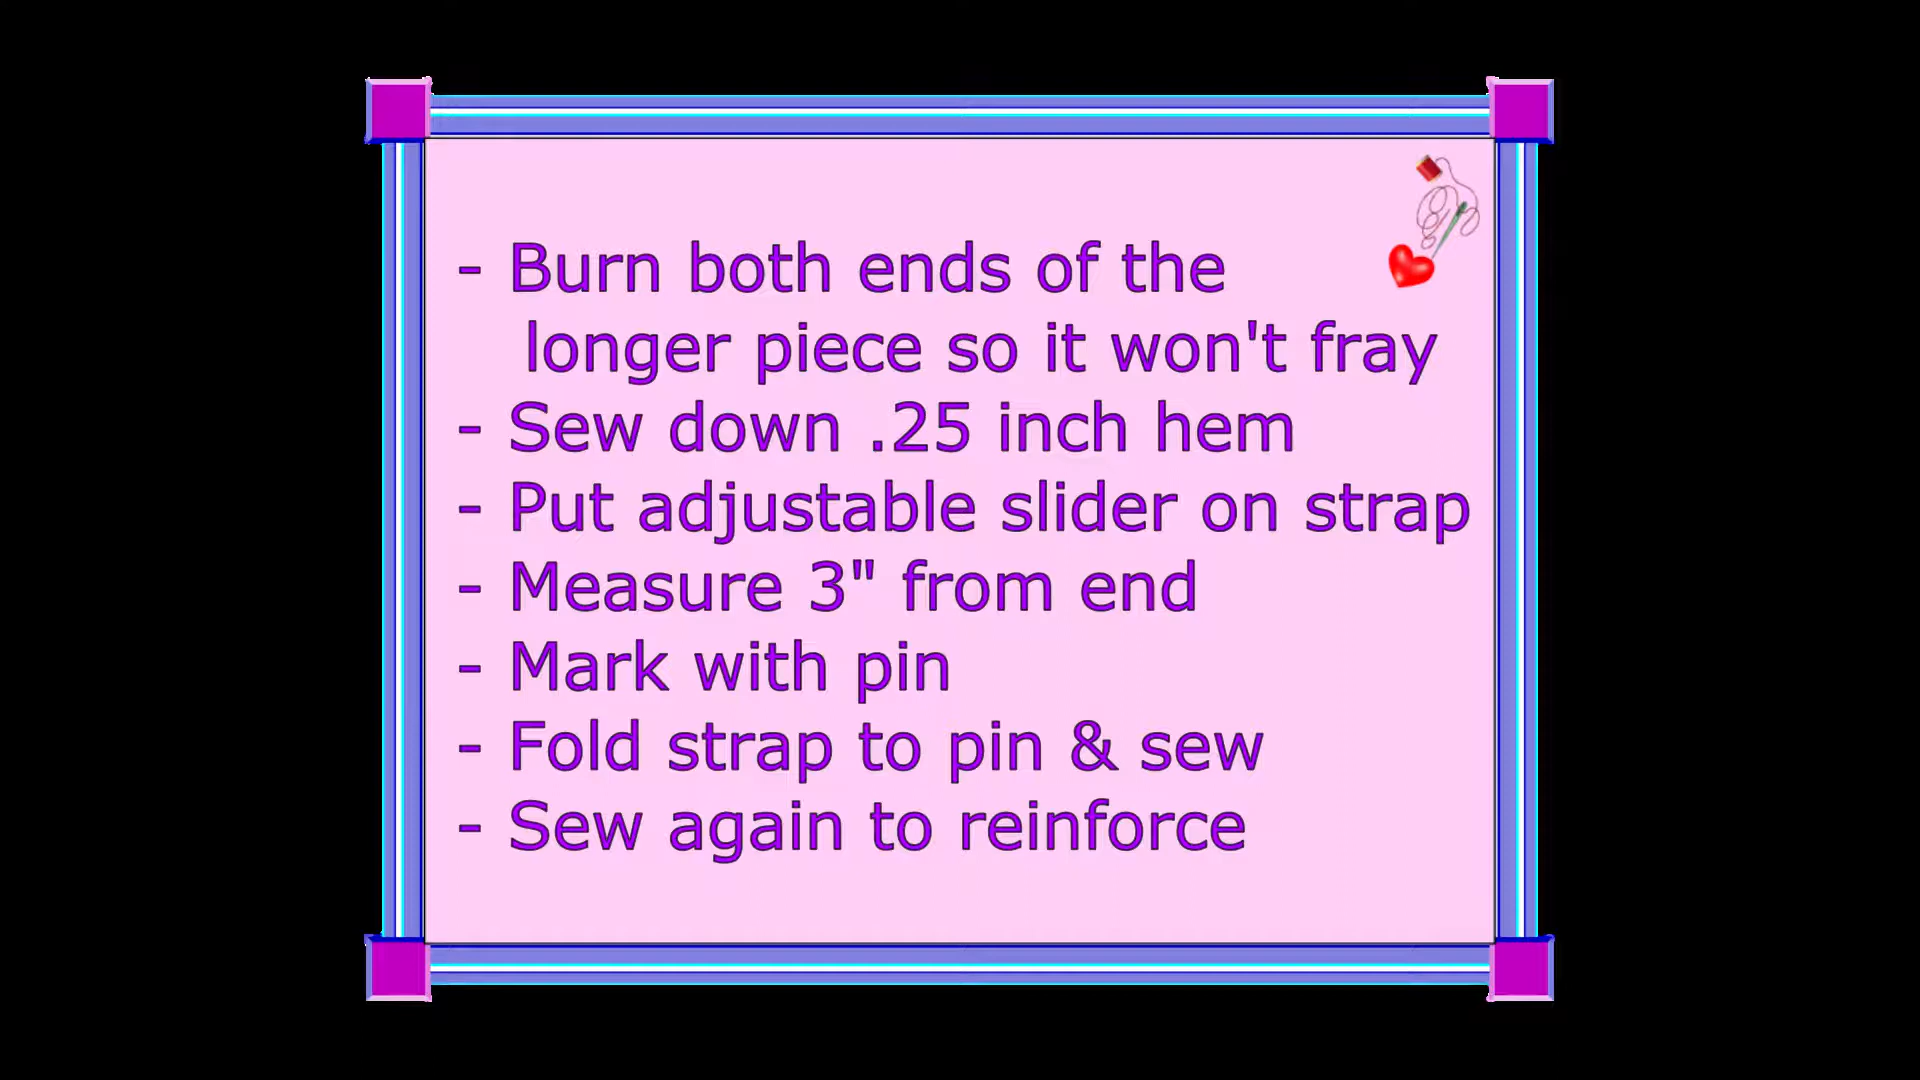 - Burn both ends of the
longer piece so it won't fray
- Sew down .25 inch hem
- Put adjustable slider on strap
- Measure 3" from end
- Mark with pin
- Fold strap to pin & sew
- Sew again to reinforce